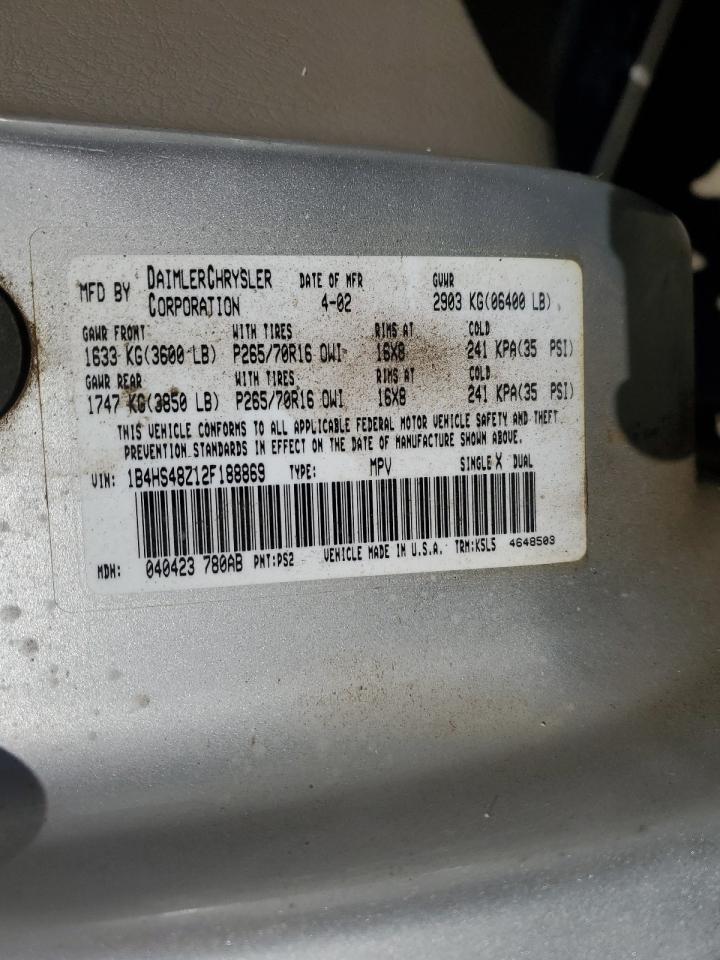 MFD BY DAIMLERCHRYSLER CORPORATION DATE OF MFR 4-02 GVWR 2903 KG(06400 LB)
GAWR FRONT WITH TIRES RIMS AT COLD
1633 KG(3600 LB) P265/70R16 OWI 16X8 241 KPA(35 PSI)
GAWR REAR WITH TIRES RIMS AT COLD
1747 KG(3850 LB) P265/70R16 OWI 16X8 241 KPA(35 PSI)
THIS VEHICLE CONFORMS TO ALL APPLICABLE FEDERAL MOTOR VEHICLE SAFETY AND THEFT
PREVENTION STANDARDS IN EFFECT ON THE DATE OF MANUFACTURE SHOWN ABOVE.
VIN: 1B4HS48Z12F188869 TYPE: MPV SINGLE X DUAL
MDH: 040423 780AB PNT:PS2 VEHICLE MADE IN U.S.A. TRM:K5L5 4648503